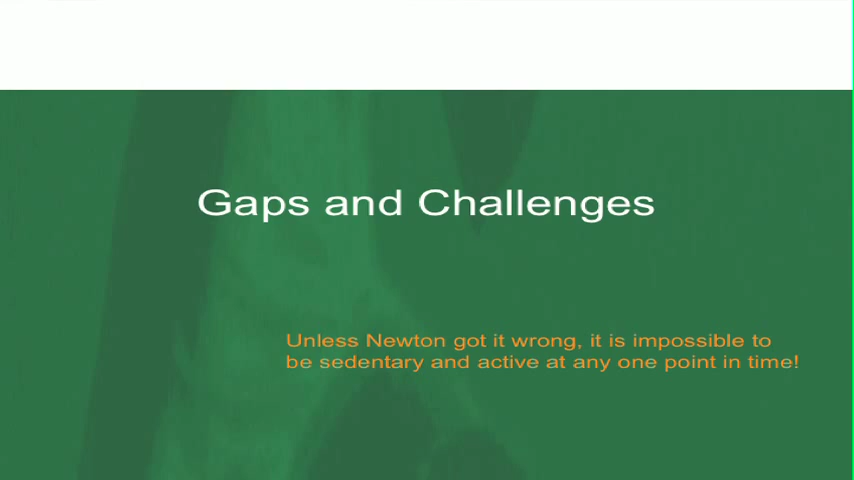 Gaps and Challenges
Unless Newton got it wrong, it is impossible to
be sedentary and active at any one point in time!